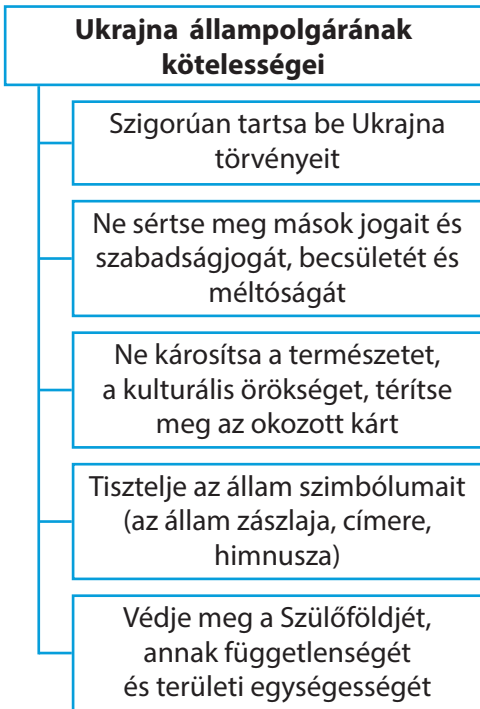 Ukrajna állampolgárának
kötelességei
Szigorúan tartsa be Ukrajna
törvényeit
Ne sértse meg mások jogait és
szabadságjogát, becsületét és
méltóságát
Ne károsítsa a természetet,
a kulturális örökséget, térítse
meg az okozott kárt
Tisztelje az állam szimbólumait
(az állam zászlaja, címere,
himnusza)
Védje meg a Szülőföldjét,
annak függetlenségét
és területi egységességét